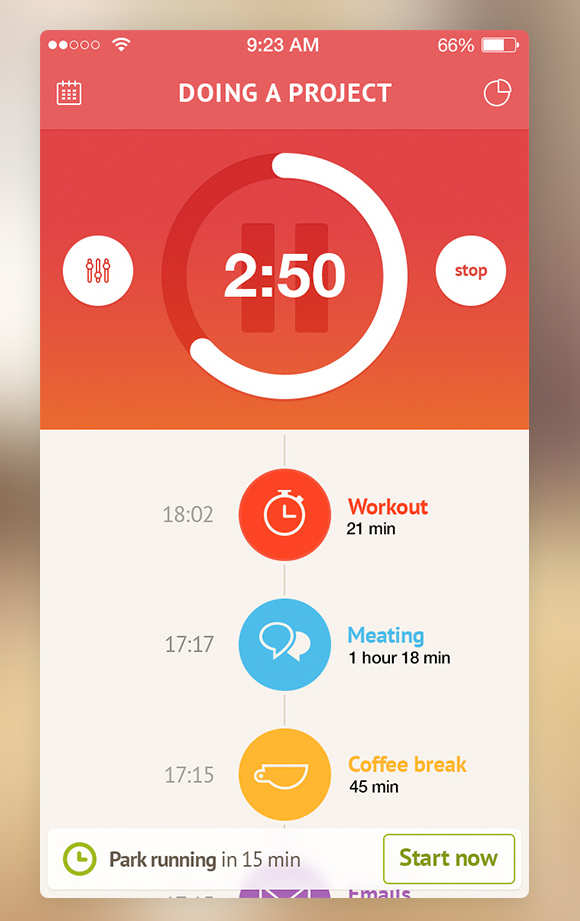 9:23 AM 66%
DOING A PROJECT
2:50
stop
18:02 Workout
21 min
17:17 Meating
1 hour 18 min
17:15 Coffee break
45 min
Park running in 15 min Start now
Emails